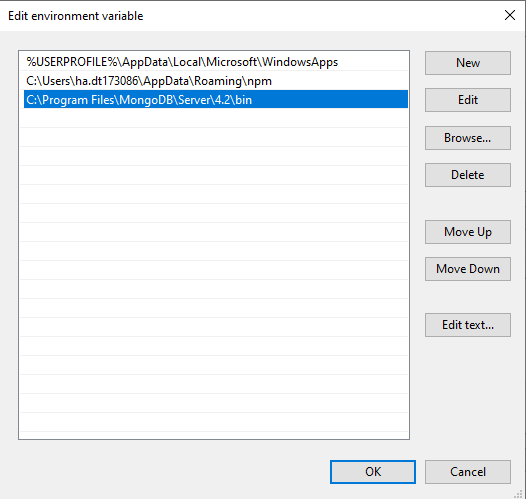 Edit environment variable
%USERPROFILE%\AppData\Local\Microsoft\WindowsApps
C:\Users\ha.dt173086\AppData\Roaming\npm
C:\Program Files\MongoDB\Server\4.2\bin
New
Edit
Browse...
Delete
Move Up
Move Down
Edit text...
OK
Cancel